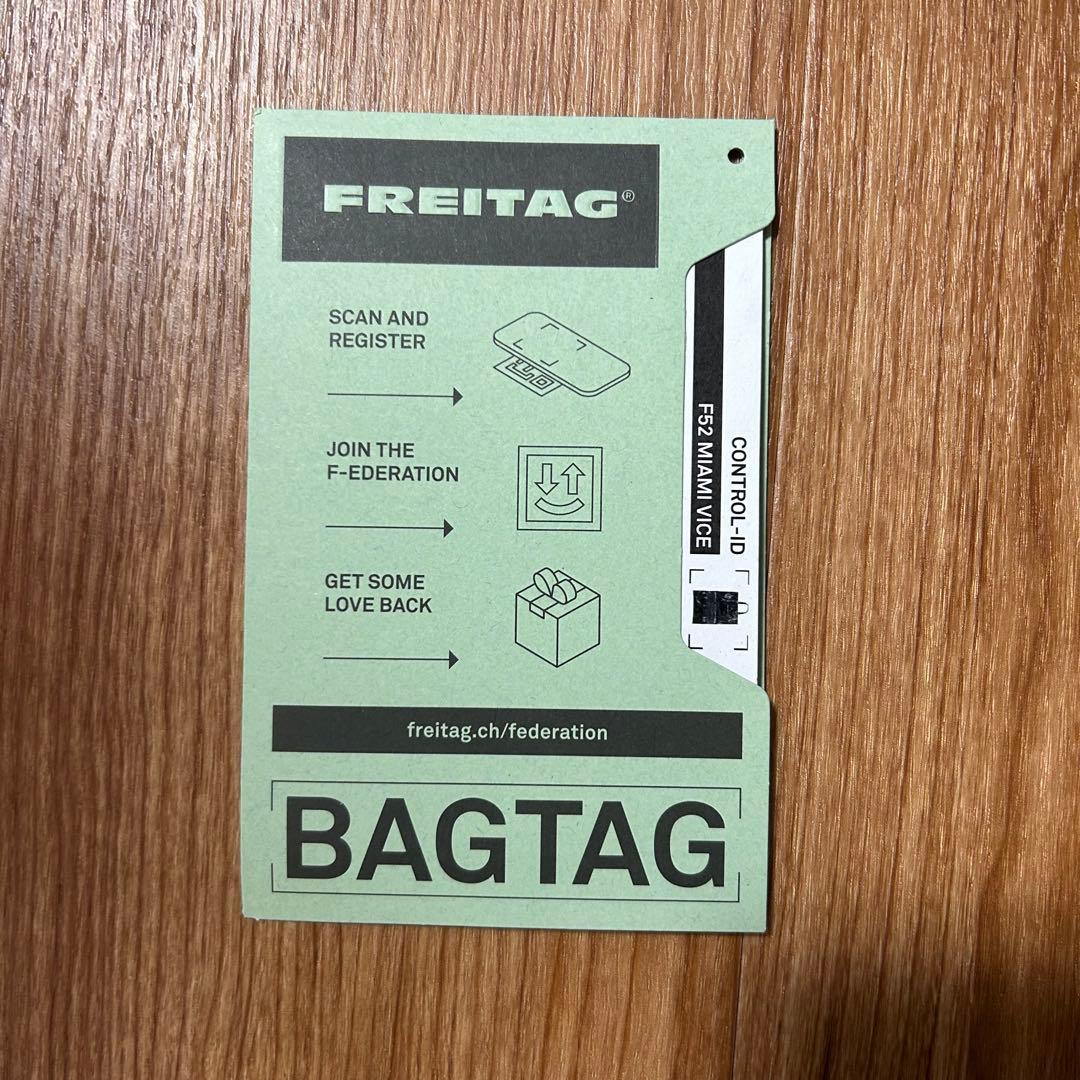 FREITAG®
SCAN AND
REGISTER
JOIN THE
F-EDERATION
GET SOME
LOVE BACK
freitag.ch/federation
BAGTAG
CONTROL-ID
F52 MIAMI VICE